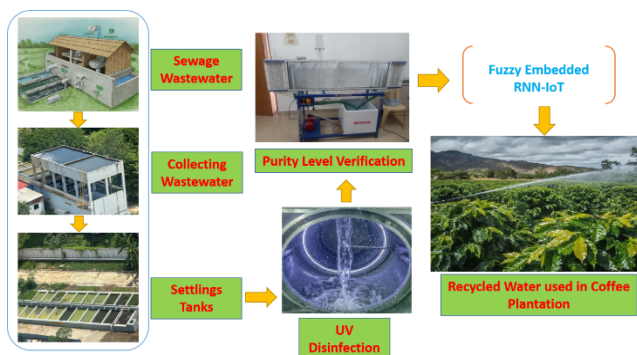 Sewage
Wastewater
Collecting
Wastewater
Settlings
Tanks
UV
Disinfection
Purity Level Verification
Fuzzy Embedded
RNN-IoT
Recycled Water used in Coffee
Plantation